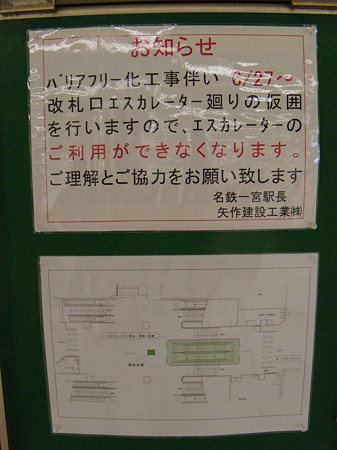 お知らせ
バリアフリー化工事伴い 6/27～
改札口エスカレーター廻りの仮囲
を行いますので、エスカレーターの
ご利用ができなくなります。
ご理解とご協力をお願い致します
名鉄一宮駅長
矢作建設工業㈱